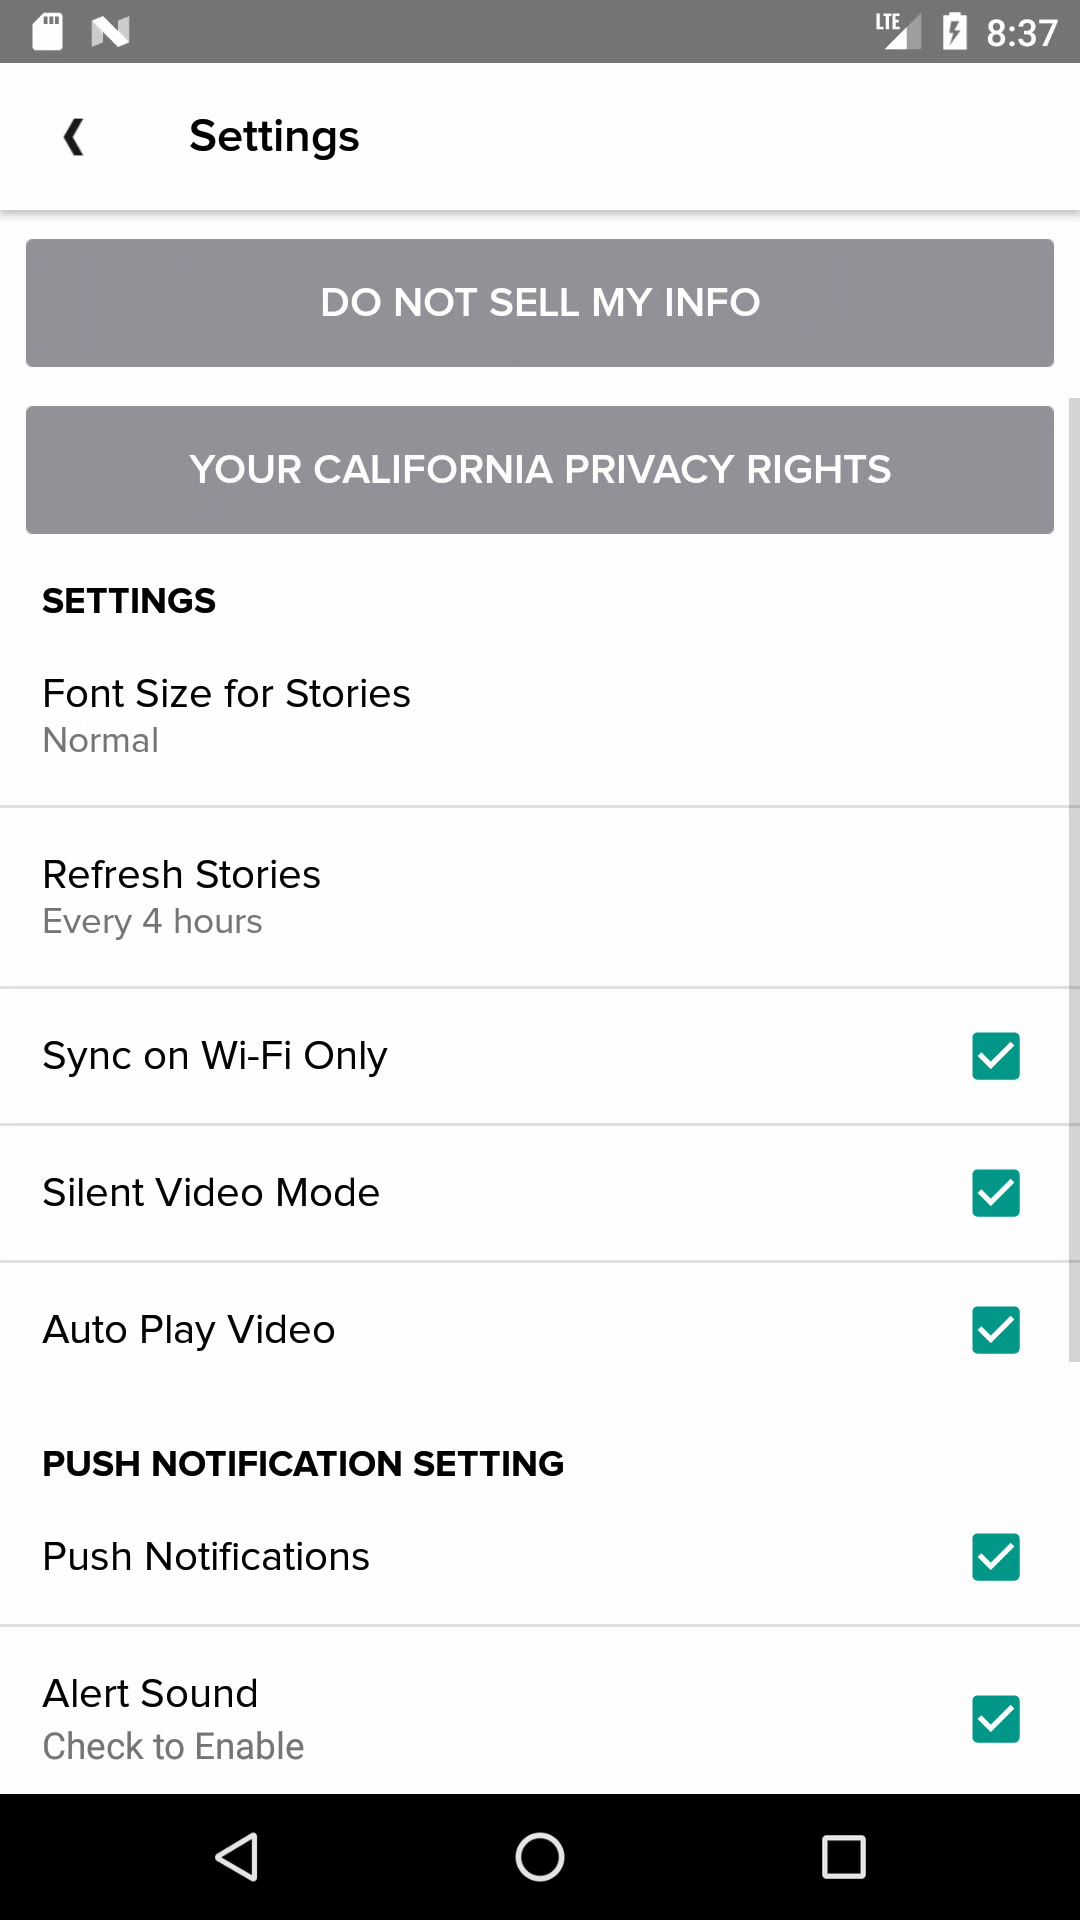 LTE 8:37
Settings
DO NOT SELL MY INFO
YOUR CALIFORNIA PRIVACY RIGHTS
SETTINGS
Font Size for Stories
Normal
Refresh Stories
Every 4 hours
Sync on Wi-Fi Only
Silent Video Mode
Auto Play Video
PUSH NOTIFICATION SETTING
Push Notifications
Alert Sound
Check to Enable